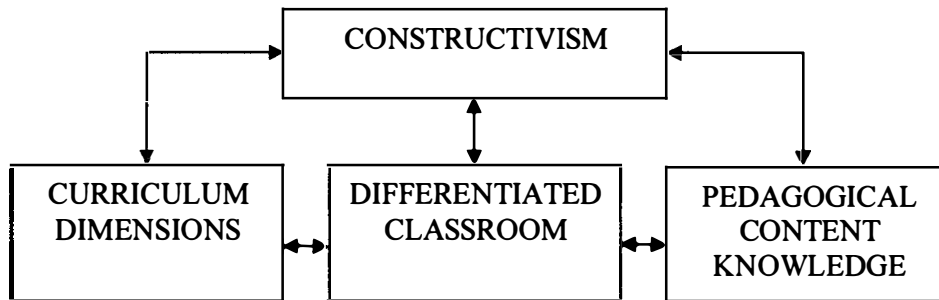 CONSTRUCTIVISM
CURRICULUM
DIMENSIONS
DIFFERENTIATED
CLASSROOM
PEDAGOGICAL
CONTENT
KNOWLEDGE